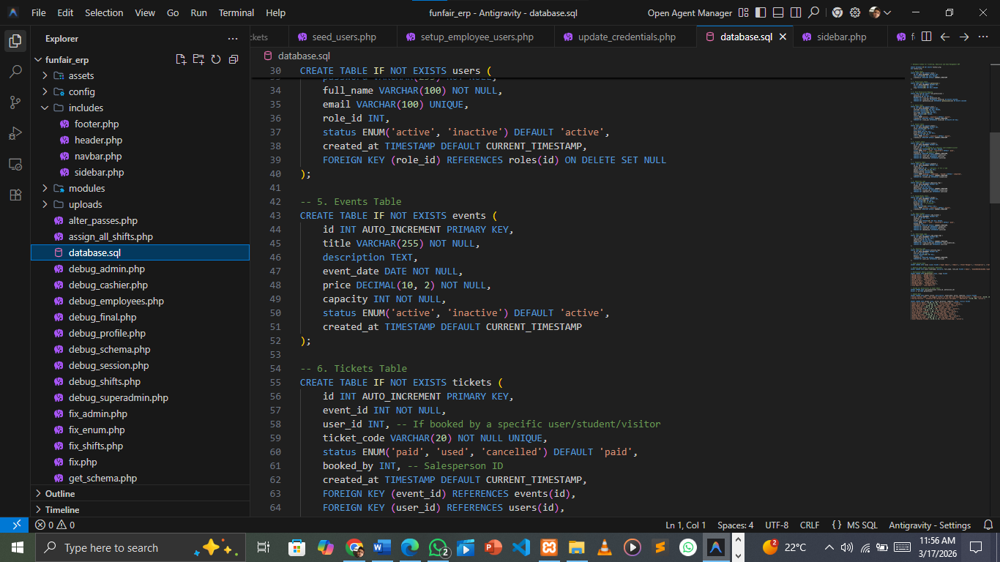 File Edit Selection View Go Run Terminal Help funfair_erp - Antigravity - database.sql Open Agent Manager
Explorer
funfair_erp
assets
config
includes
footer.php
header.php
navbar.php
sidebar.php
modules
uploads
alter_passes.php
assign_all_shifts.php
database.sql
debug_admin.php
debug_cashier.php
debug_employees.php
debug_final.php
debug_profile.php
debug_schema.php
debug_session.php
debug_shifts.php
debug_superadmin.php
fix_admin.php
fix_enum.php
fix_shifts.php
fix.php
get_schema.php
Outline
Timeline
ckets seed_users.php setup_employee_users.php update_credentials.php database.sql sidebar.php f
database.sql
30 CREATE TABLE IF NOT EXISTS users (
34 full_name VARCHAR(100) NOT NULL,
35 email VARCHAR(100) UNIQUE,
36 role_id INT,
37 status ENUM('active', 'inactive') DEFAULT 'active',
38 created_at TIMESTAMP DEFAULT CURRENT_TIMESTAMP,
39 FOREIGN KEY (role_id) REFERENCES roles(id) ON DELETE SET NULL
40 );
41
42 -- 5. Events Table
43 CREATE TABLE IF NOT EXISTS events (
44 id INT AUTO_INCREMENT PRIMARY KEY,
45 title VARCHAR(255) NOT NULL,
46 description TEXT,
47 event_date DATE NOT NULL,
48 price DECIMAL(10, 2) NOT NULL,
49 capacity INT NOT NULL,
50 status ENUM('active', 'inactive') DEFAULT 'active',
51 created_at TIMESTAMP DEFAULT CURRENT_TIMESTAMP
52 );
53
54 -- 6. Tickets Table
55 CREATE TABLE IF NOT EXISTS tickets (
56 id INT AUTO_INCREMENT PRIMARY KEY,
57 event_id INT NOT NULL,
58 user_id INT, -- If booked by a specific user/student/visitor
59 ticket_code VARCHAR(20) NOT NULL UNIQUE,
60 status ENUM('paid', 'used', 'cancelled') DEFAULT 'paid',
61 booked_by INT, -- Salesperson ID
62 created_at TIMESTAMP DEFAULT CURRENT_TIMESTAMP,
63 FOREIGN KEY (event_id) REFERENCES events(id),
64 FOREIGN KEY (user_id) REFERENCES users(id),
0 0 Ln 1, Col 1 Spaces: 4 UTF-8 CRLF {} MS SQL Antigravity - Settings
Type here to search 2 2 22°C 11:56 AM
3/17/2026